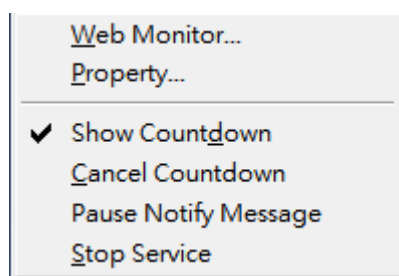 Web Monitor...
Property...
Show Countdown
Cancel Countdown
Pause Notify Message
Stop Service